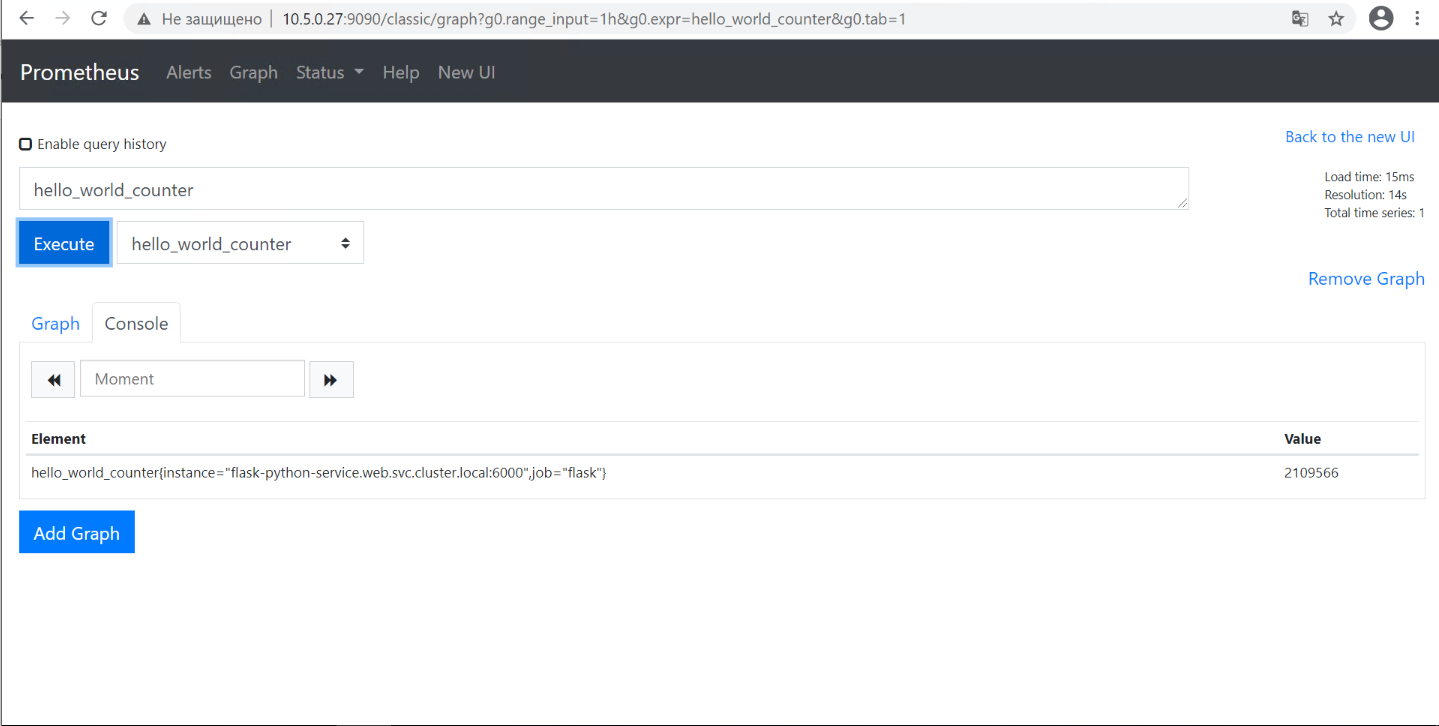 Не защищено 10.5.0.27:9090/classic/graph?g0.range_input=1h&g0.expr=hello_world_counter&g0.tab=1
Prometheus Alerts Graph Status Help New UI
Enable query history
Back to the new UI
hello_world_counter
Load time: 15ms
Resolution: 14s
Total time series: 1
Execute hello_world_counter
Remove Graph
Graph Console
Moment
Element Value
hello_world_counter{instance="flask-python-service.web.svc.cluster.local:6000",job="flask"} 2109566
Add Graph